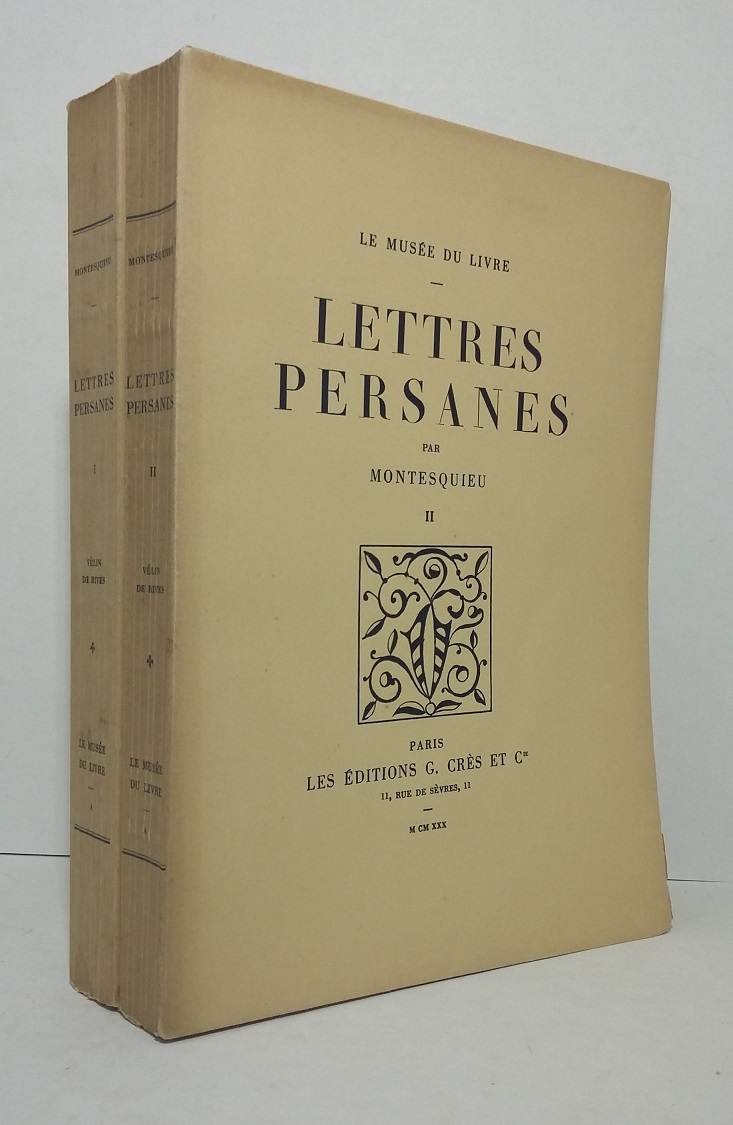 MONTESQUIEU
LETTRES
PERSANES
I
VÉLIN
DE RIVES
LE MUSÉE
DU LIVRE
MONTESQUIEU
LETTRES
PERSANES
II
VÉLIN
DE RIVES
LE MUSÉE
DU LIVRE
LE MUSÉE DU LIVRE
LETTRES
PERSANES
PAR
MONTESQUIEU
II
PARIS
LES ÉDITIONS G. CRÈS ET Cie
11, RUE DE SÈVRES, 11
M CM XXX